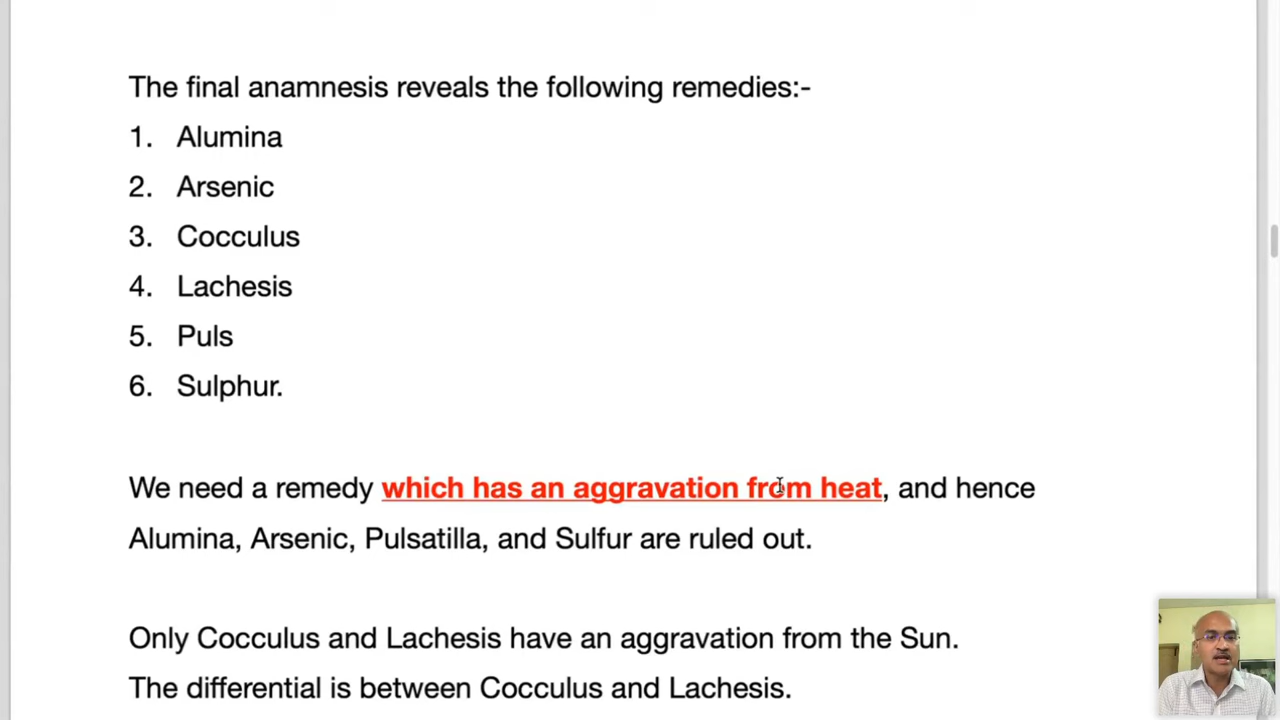 The final anamnesis reveals the following remedies:-
1. Alumina
2. Arsenic
3. Cocculus
4. Lachesis
5. Puls
6. Sulphur.
We need a remedy which has an aggravation from heat, and hence
Alumina, Arsenic, Pulsatilla, and Sulfur are ruled out.
Only Cocculus and Lachesis have an aggravation from the Sun.
The differential is between Cocculus and Lachesis.